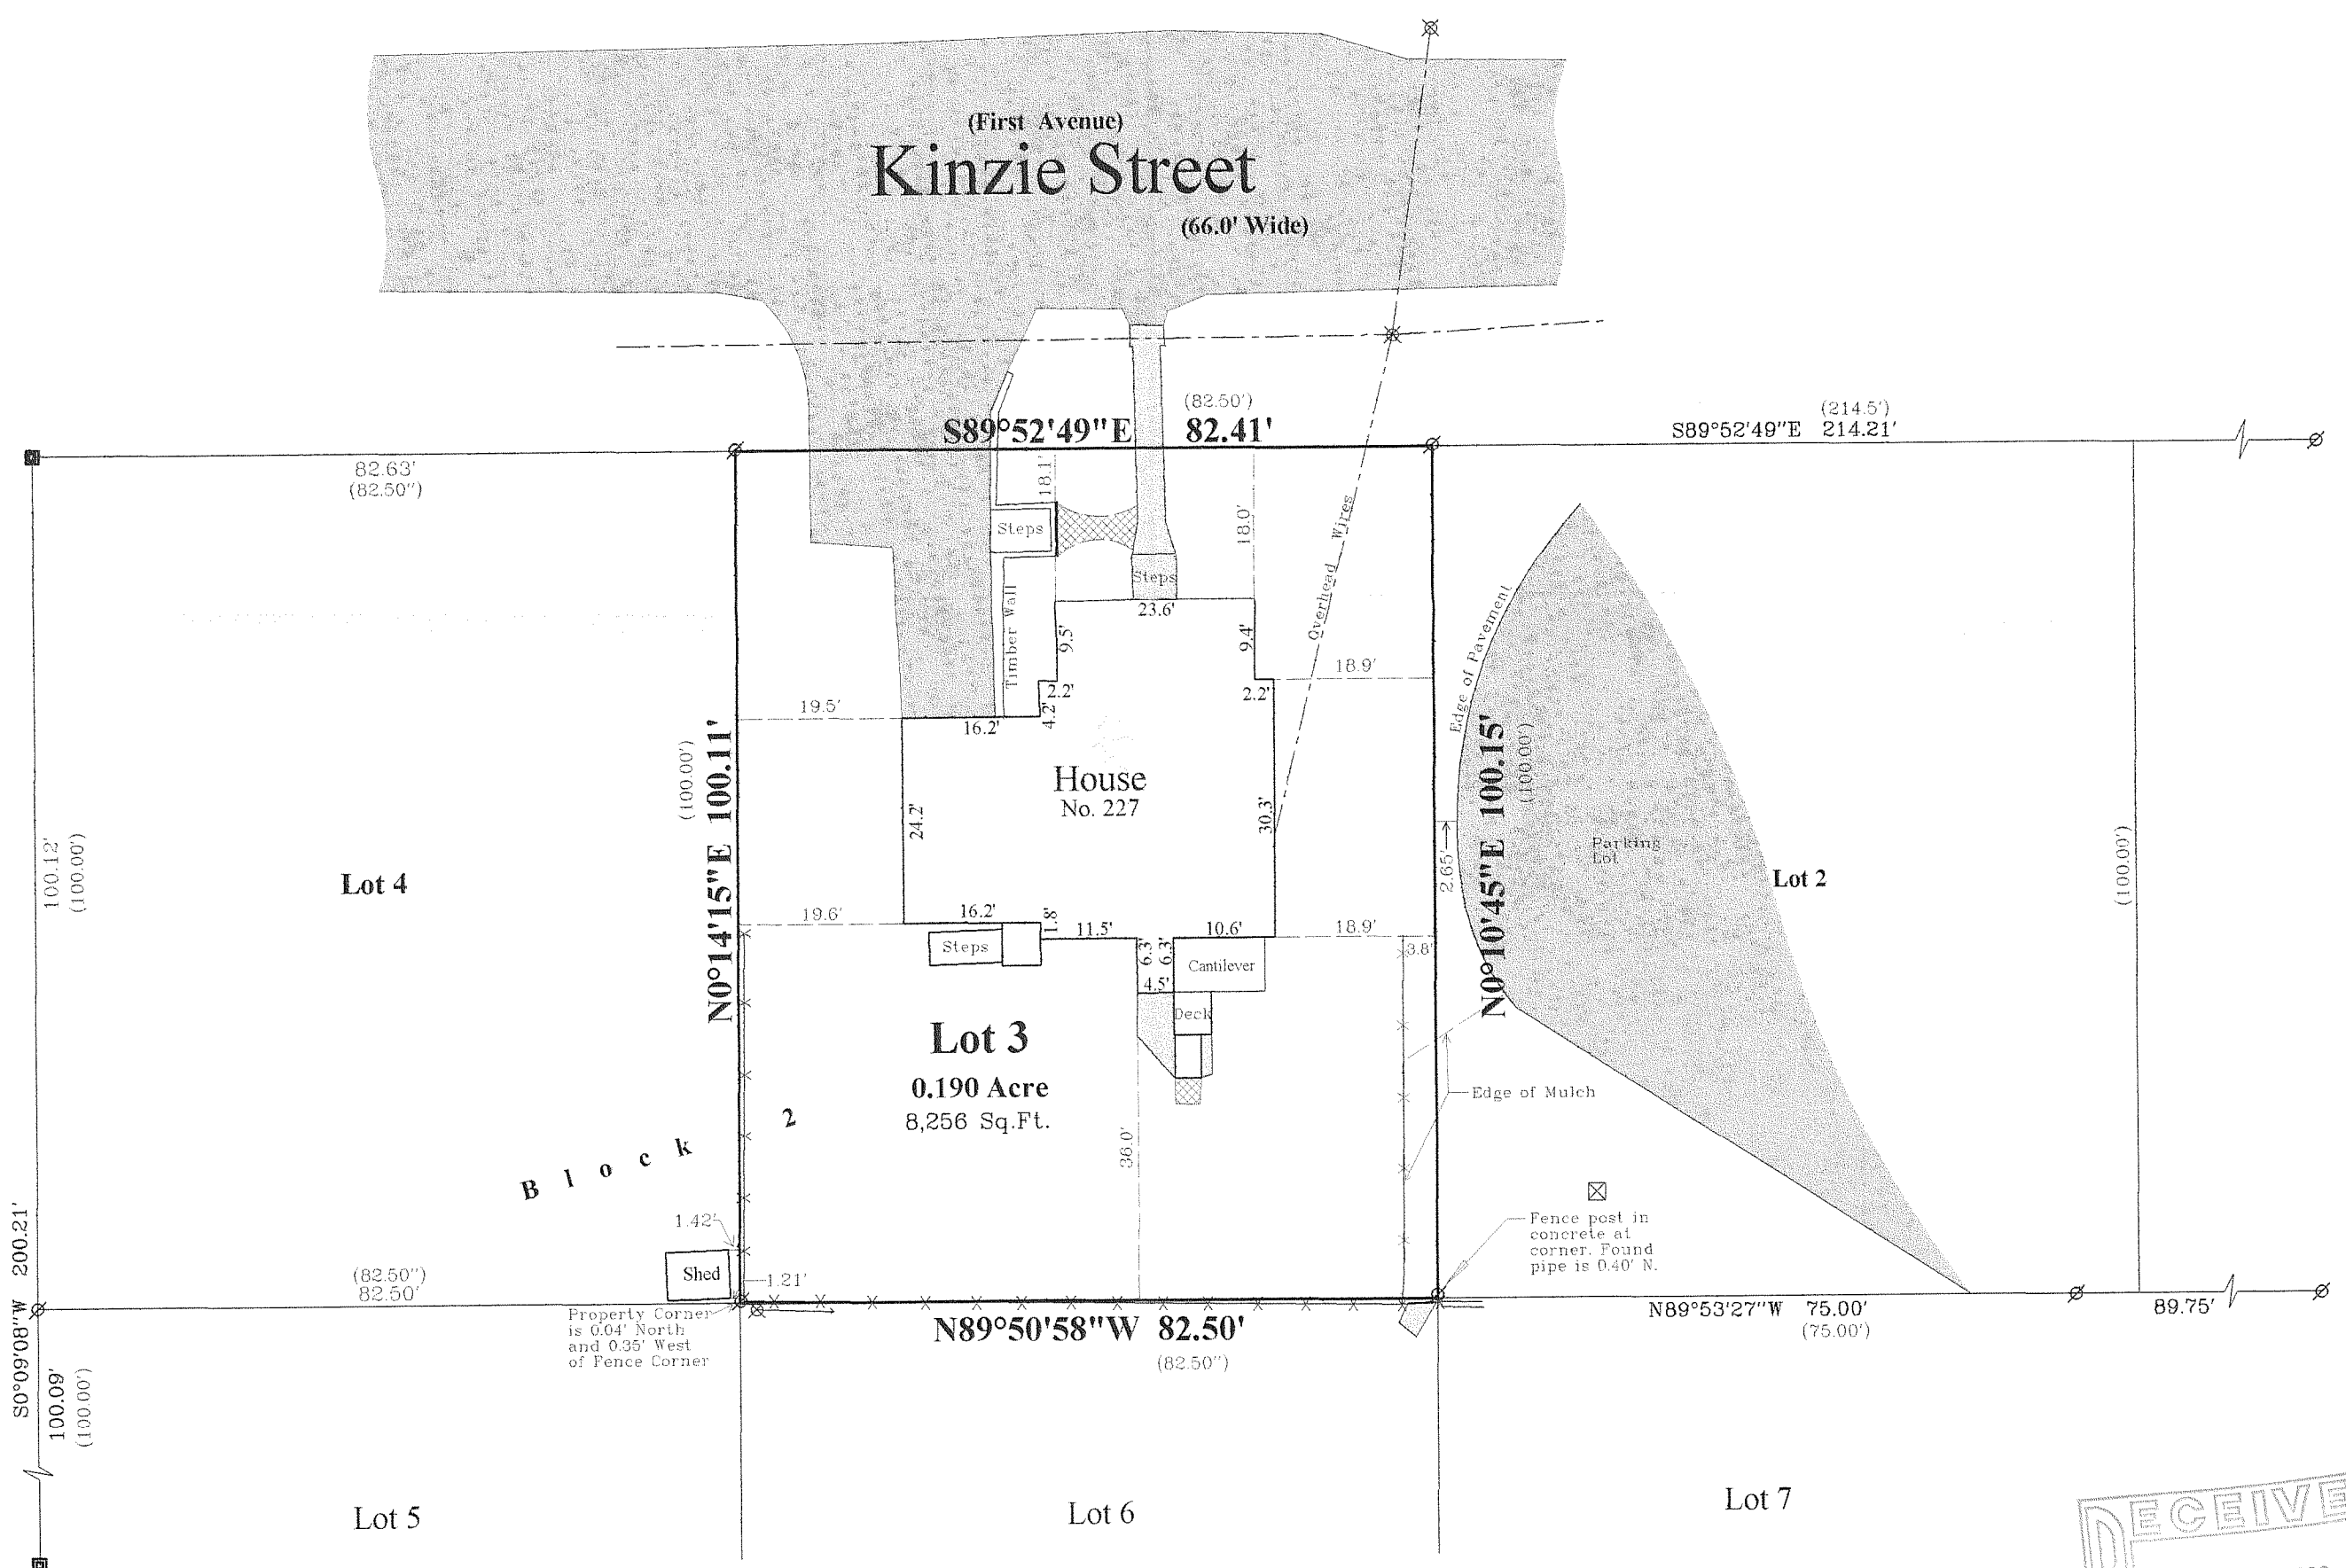 (First Avenue)
Kinzie Street
(66.0' Wide)
(82.50')
S89°52'49"E 82.41'
(214.5')
S89°52'49"E 214.21'
82.63'
(82.50")
18.1'
18.0'
Steps
Steps
Overhead Wires
Edge of Pavement
Timber Wall
23.6'
9.5'
9.4'
2.2'
2.2'
18.9'
19.5'
16.2'
4.2'
House
No. 227
24.2'
30.3'
N0°14'15"E 100.11'
(100.00')
N0°10'45"E 100.15'
(100.00')
2.65'
Parking
Lot
Lot 2
(100.00')
100.12'
(100.00')
Lot 4
19.6'
16.2'
1.8'
11.5'
10.6'
18.9'
3.8'
Steps
6.3'
6.3'
Cantilever
4.5'
Deck
Lot 3
0.190 Acre
8,256 Sq.Ft.
Edge of Mulch
Block 2
36.0'
1.42'
Shed
1.21'
Fence post in
concrete at
corner. Found
pipe is 0.40' N.
(82.50")
82.50'
Property Corner
is 0.04' North
and 0.35' West
of Fence Corner
N89°50'58"W 82.50'
(82.50")
N89°53'27"W 75.00'
(75.00')
89.75'
S0°09'08"W 200.21'
100.09'
(100.00')
Lot 5
Lot 6
Lot 7
DECEIVE